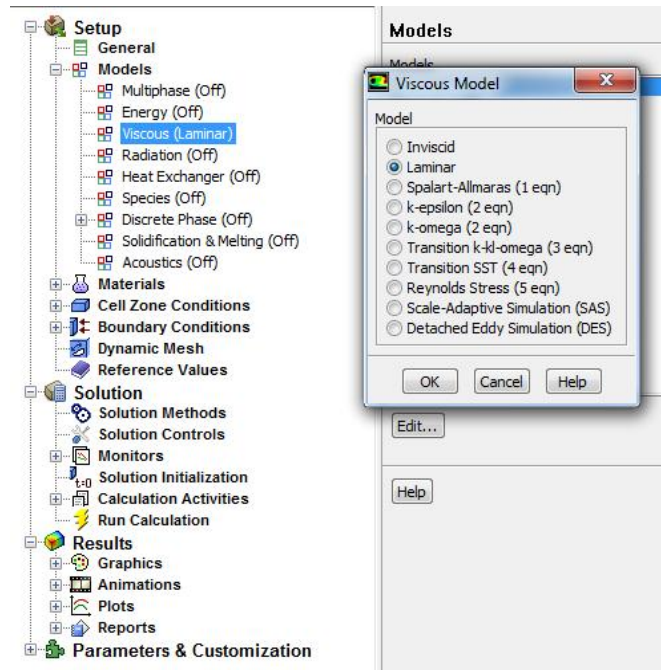 Setup
General
Models
Multiphase (Off)
Energy (Off)
Viscous (Laminar)
Radiation (Off)
Heat Exchanger (Off)
Species (Off)
Discrete Phase (Off)
Solidification & Melting (Off)
Acoustics (Off)
Materials
Cell Zone Conditions
Boundary Conditions
Dynamic Mesh
Reference Values
Solution
Solution Methods
Solution Controls
Monitors
t=0 Solution Initialization
Calculation Activities
Run Calculation
Results
Graphics
Animations
Plots
Reports
Parameters & Customization
Models
Models
Viscous Model
X
Model
Inviscid
Laminar
Spalart-Allmaras (1 eqn)
k-epsilon (2 eqn)
k-omega (2 eqn)
Transition k-kl-omega (3 eqn)
Transition SST (4 eqn)
Reynolds Stress (5 eqn)
Scale-Adaptive Simulation (SAS)
Detached Eddy Simulation (DES)
OK Cancel Help
Edit...
Help